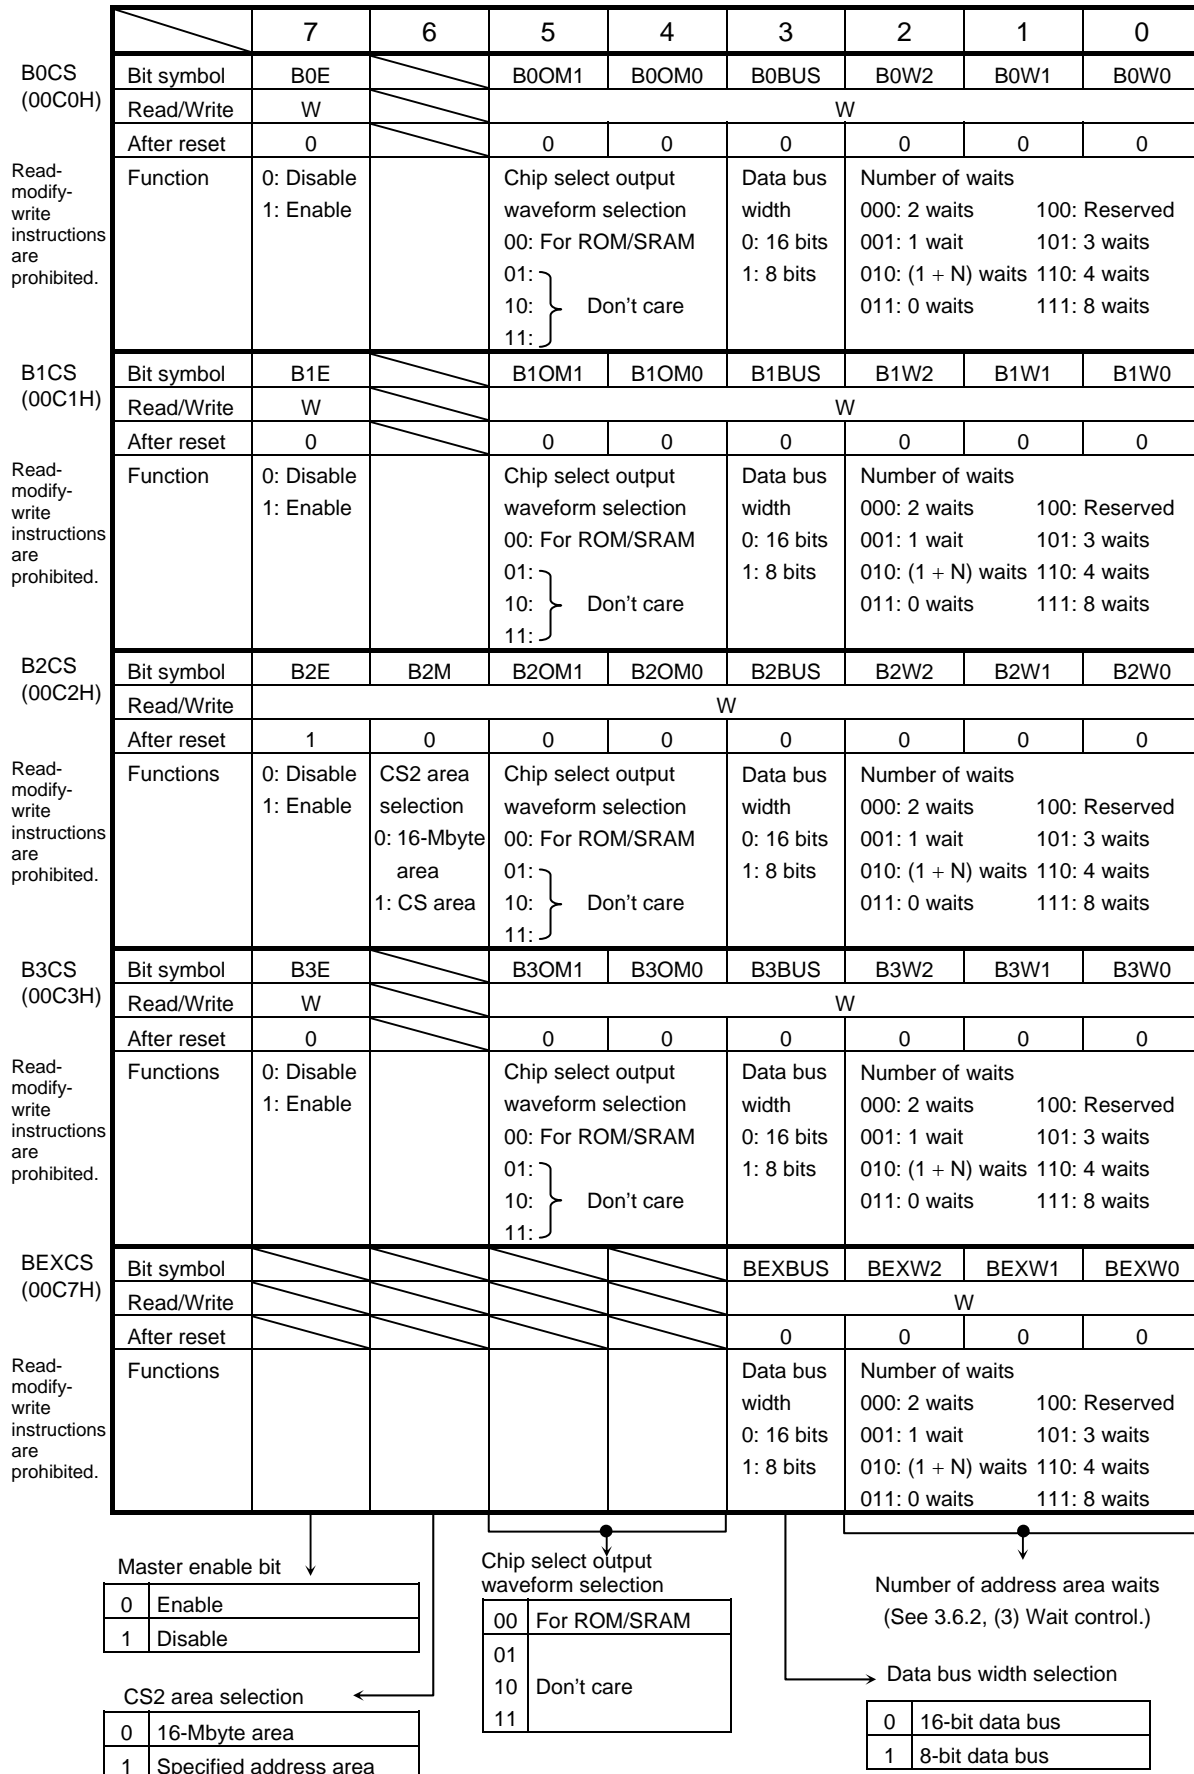 7 6 5 4 3 2 1 0
B0CS
(00C0H)
Bit symbol B0E B0OM1 B0OM0 B0BUS B0W2 B0W1 B0W0
Read/Write W W
After reset 0 0 0 0 0 0 0
Read-
modify-
write
instructions
are
prohibited.
Function 0: Disable Chip select output Data bus Number of waits
1: Enable waveform selection width 000: 2 waits 100: Reserved
00: For ROM/SRAM 0: 16 bits 001: 1 wait 101: 3 waits
01: 1: 8 bits 010: (1 + N) waits 110: 4 waits
10: Don't care 011: 0 waits 111: 8 waits
11:
B1CS
(00C1H)
Bit symbol B1E B1OM1 B1OM0 B1BUS B1W2 B1W1 B1W0
Read/Write W W
After reset 0 0 0 0 0 0 0
Read-
modify-
write
instructions
are
prohibited.
Function 0: Disable Chip select output Data bus Number of waits
1: Enable waveform selection width 000: 2 waits 100: Reserved
00: For ROM/SRAM 0: 16 bits 001: 1 wait 101: 3 waits
01: 1: 8 bits 010: (1 + N) waits 110: 4 waits
10: Don't care 011: 0 waits 111: 8 waits
11:
B2CS
(00C2H)
Bit symbol B2E B2M B2OM1 B2OM0 B2BUS B2W2 B2W1 B2W0
Read/Write W
After reset 1 0 0 0 0 0 0 0
Read-
modify-
write
instructions
are
prohibited.
Functions 0: Disable CS2 area Chip select output Data bus Number of waits
1: Enable selection waveform selection width 000: 2 waits 100: Reserved
0: 16-Mbyte 00: For ROM/SRAM 0: 16 bits 001: 1 wait 101: 3 waits
area 01: 1: 8 bits 010: (1 + N) waits 110: 4 waits
1: CS area 10: Don't care 011: 0 waits 111: 8 waits
11:
B3CS
(00C3H)
Bit symbol B3E B3OM1 B3OM0 B3BUS B3W2 B3W1 B3W0
Read/Write W W
After reset 0 0 0 0 0 0 0
Read-
modify-
write
instructions
are
prohibited.
Functions 0: Disable Chip select output Data bus Number of waits
1: Enable waveform selection width 000: 2 waits 100: Reserved
00: For ROM/SRAM 0: 16 bits 001: 1 wait 101: 3 waits
01: 1: 8 bits 010: (1 + N) waits 110: 4 waits
10: Don't care 011: 0 waits 111: 8 waits
11:
BEXCS
(00C7H)
Bit symbol BEXBUS BEXW2 BEXW1 BEXW0
Read/Write W
After reset 0 0 0 0
Read-
modify-
write
instructions
are
prohibited.
Functions Data bus Number of waits
width 000: 2 waits 100: Reserved
0: 16 bits 001: 1 wait 101: 3 waits
1: 8 bits 010: (1 + N) waits 110: 4 waits
011: 0 waits 111: 8 waits
Master enable bit
0 Enable
1 Disable
CS2 area selection
0 16-Mbyte area
1 Specified address area
Chip select output
waveform selection
00 For ROM/SRAM
01
10 Don't care
11
Number of address area waits
(See 3.6.2, (3) Wait control.)
Data bus width selection
0 16-bit data bus
1 8-bit data bus